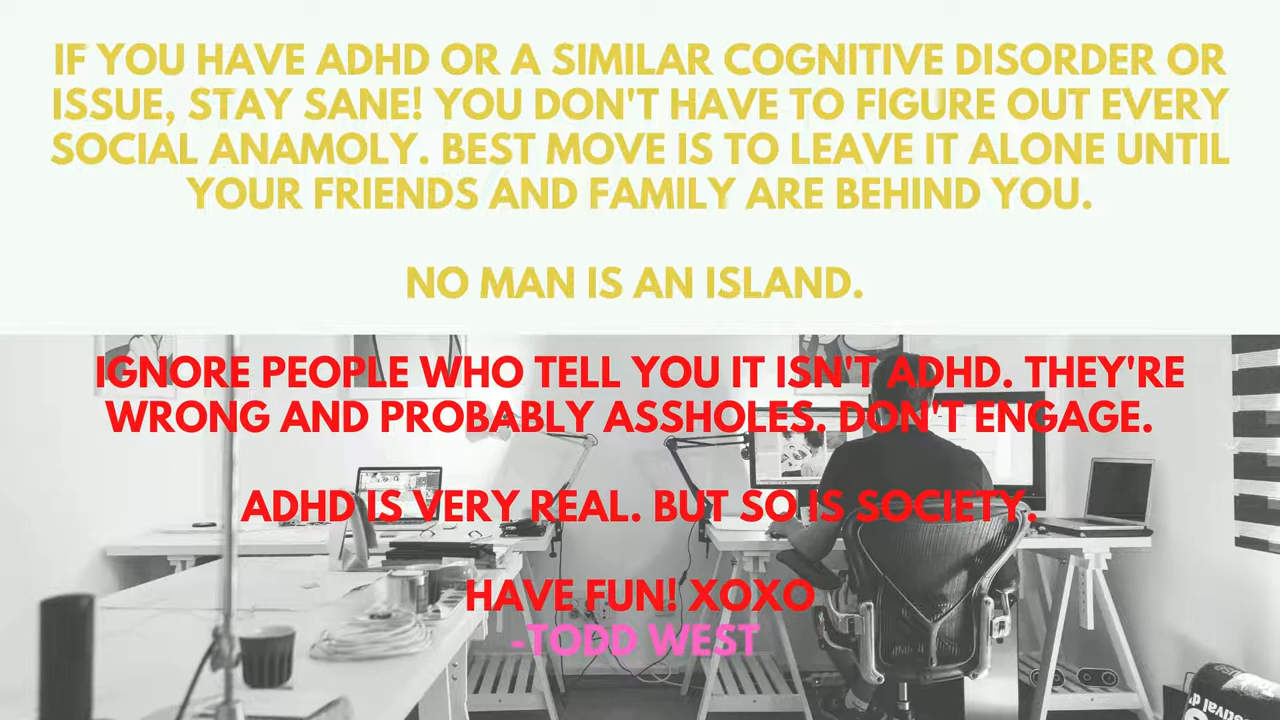 IF YOU HAVE ADHD OR A SIMILAR COGNITIVE DISORDER OR
ISSUE, STAY SANE! YOU DON'T HAVE TO FIGURE OUT EVERY
SOCIAL ANAMOLY. BEST MOVE IS TO LEAVE IT ALONE UNTIL
YOUR FRIENDS AND FAMILY ARE BEHIND YOU.
NO MAN IS AN ISLAND.
IGNORE PEOPLE WHO TELL YOU IT ISN'T ADHD. THEY'RE
WRONG AND PROBABLY ASSHOLES. DON'T ENGAGE.
ADHD IS VERY REAL. BUT SO IS SOCIETY.
HAVE FUN! XOXO
-TODD WEST